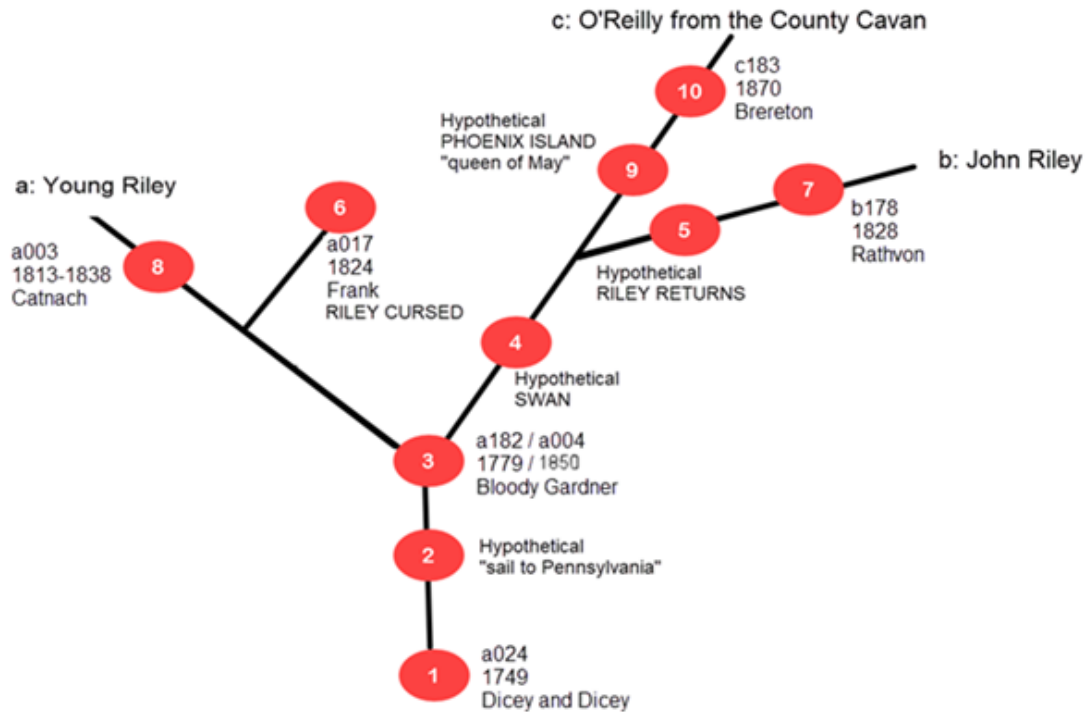 c: O'Reilly from the County Cavan
10
c183
1870
Brereton
Hypothetical
PHOENIX ISLAND
"queen of May"
9
b: John Riley
7
b178
1828
Rathvon
a: Young Riley
6
a017
1824
Frank
RILEY CURSED
5
Hypothetical
RILEY RETURNS
a003
1813-1838
Catnach
8
4
Hypothetical
SWAN
3
a182 / a004
1779 / 1850
Bloody Gardner
2
Hypothetical
"sail to Pennsylvania"
1
a024
1749
Dicey and Dicey